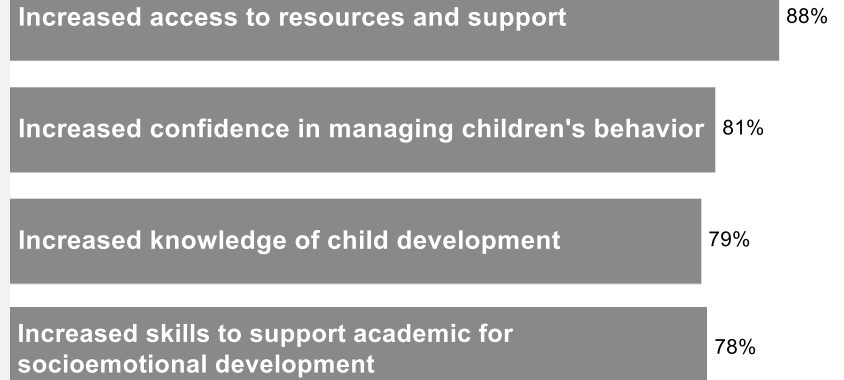 Increased access to resources and support 88%
Increased confidence in managing children's behavior 81%
Increased knowledge of child development 79%
Increased skills to support academic for
socioemotional development 78%